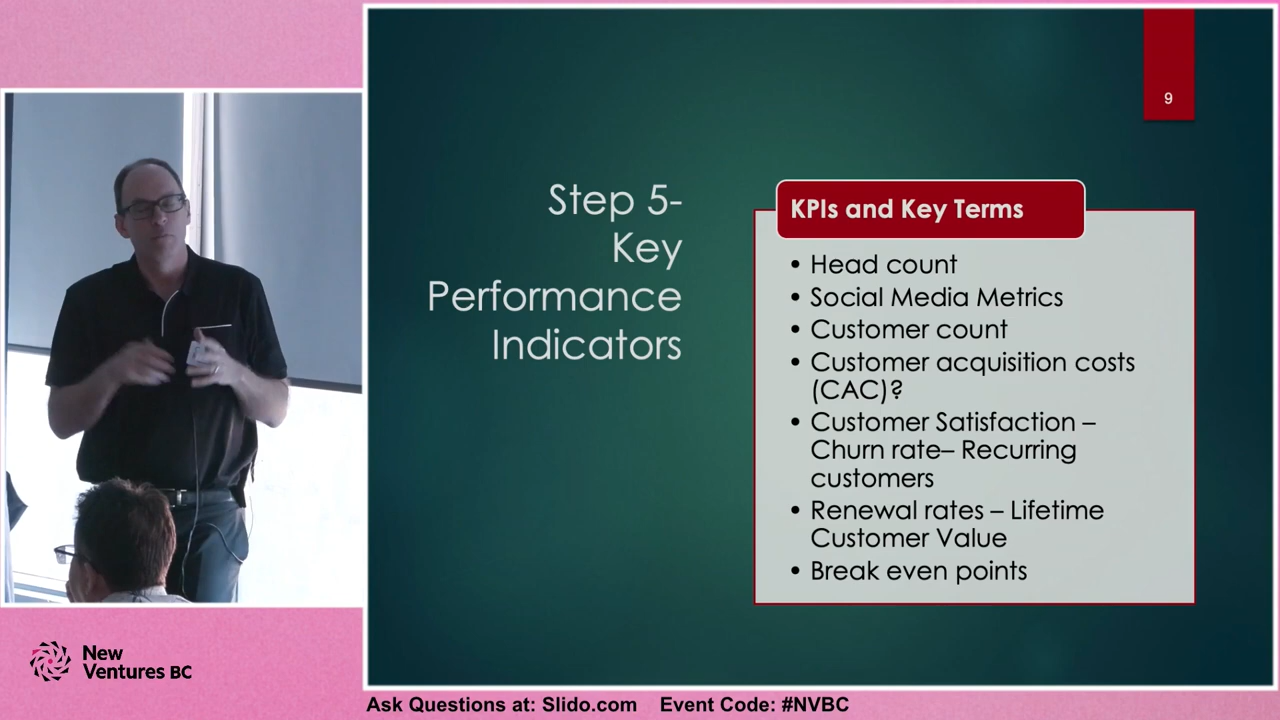 9
Step 5-
Key
Performance
Indicators
KPIs and Key Terms
• Head count
• Social Media Metrics
• Customer count
• Customer acquisition costs
(CAC)?
• Customer Satisfaction –
Churn rate– Recurring
customers
• Renewal rates – Lifetime
Customer Value
• Break even points
New
Ventures BC
Ask Questions at: Slido.com Event Code: #NVBC